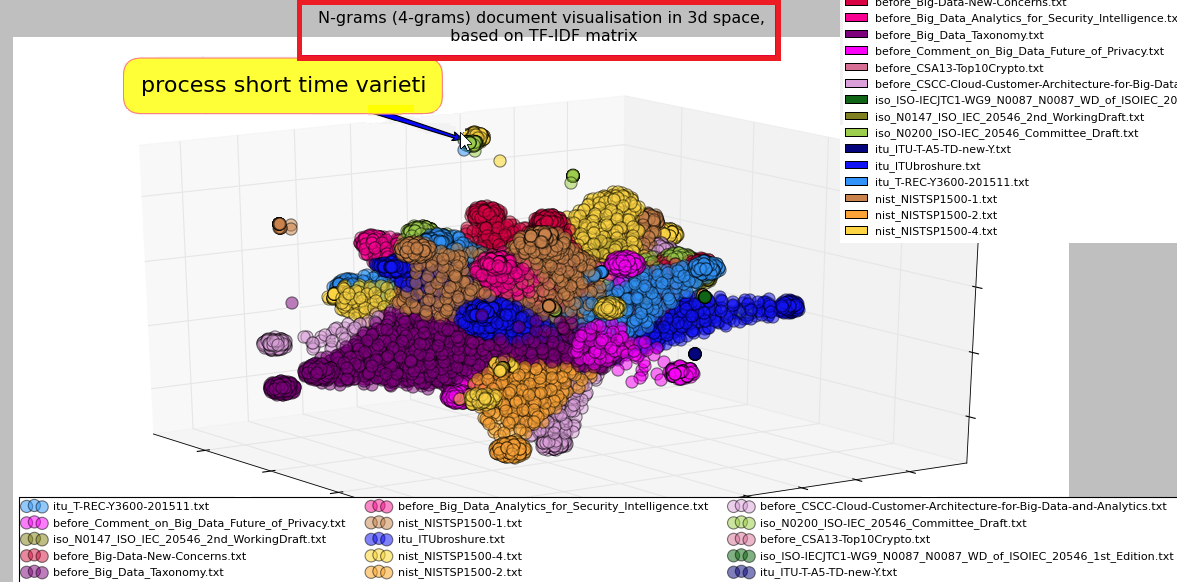 N-grams (4-grams) document visualisation in 3d space,
based on TF-IDF matrix
process short time varieti
before_Big-Data-New-Concerns.txt
before_Big_Data_Analytics_for_Security_Intelligence.tx
before_Big_Data_Taxonomy.txt
before_Comment_on_Big_Data_Future_of_Privacy.txt
before_CSA13-Top10Crypto.txt
before_CSCC-Cloud-Customer-Architecture-for-Big-Data
iso_ISO-IECJTC1-WG9_N0087_N0087_WD_of_ISOIEC_20
iso_N0147_ISO_IEC_20546_2nd_WorkingDraft.txt
iso_N0200_ISO-IEC_20546_Committee_Draft.txt
itu_ITU-T-A5-TD-new-Y.txt
itu_ITUbroshure.txt
itu_T-REC-Y3600-201511.txt
nist_NISTSP1500-1.txt
nist_NISTSP1500-2.txt
nist_NISTSP1500-4.txt
itu_T-REC-Y3600-201511.txt
before_Comment_on_Big_Data_Future_of_Privacy.txt
iso_N0147_ISO_IEC_20546_2nd_WorkingDraft.txt
before_Big-Data-New-Concerns.txt
before_Big_Data_Taxonomy.txt
before_Big_Data_Analytics_for_Security_Intelligence.txt
nist_NISTSP1500-1.txt
itu_ITUbroshure.txt
nist_NISTSP1500-4.txt
nist_NISTSP1500-2.txt
before_CSCC-Cloud-Customer-Architecture-for-Big-Data-and-Analytics.txt
iso_N0200_ISO-IEC_20546_Committee_Draft.txt
before_CSA13-Top10Crypto.txt
iso_ISO-IECJTC1-WG9_N0087_N0087_WD_of_ISOIEC_20546_1st_Edition.txt
itu_ITU-T-A5-TD-new-Y.txt